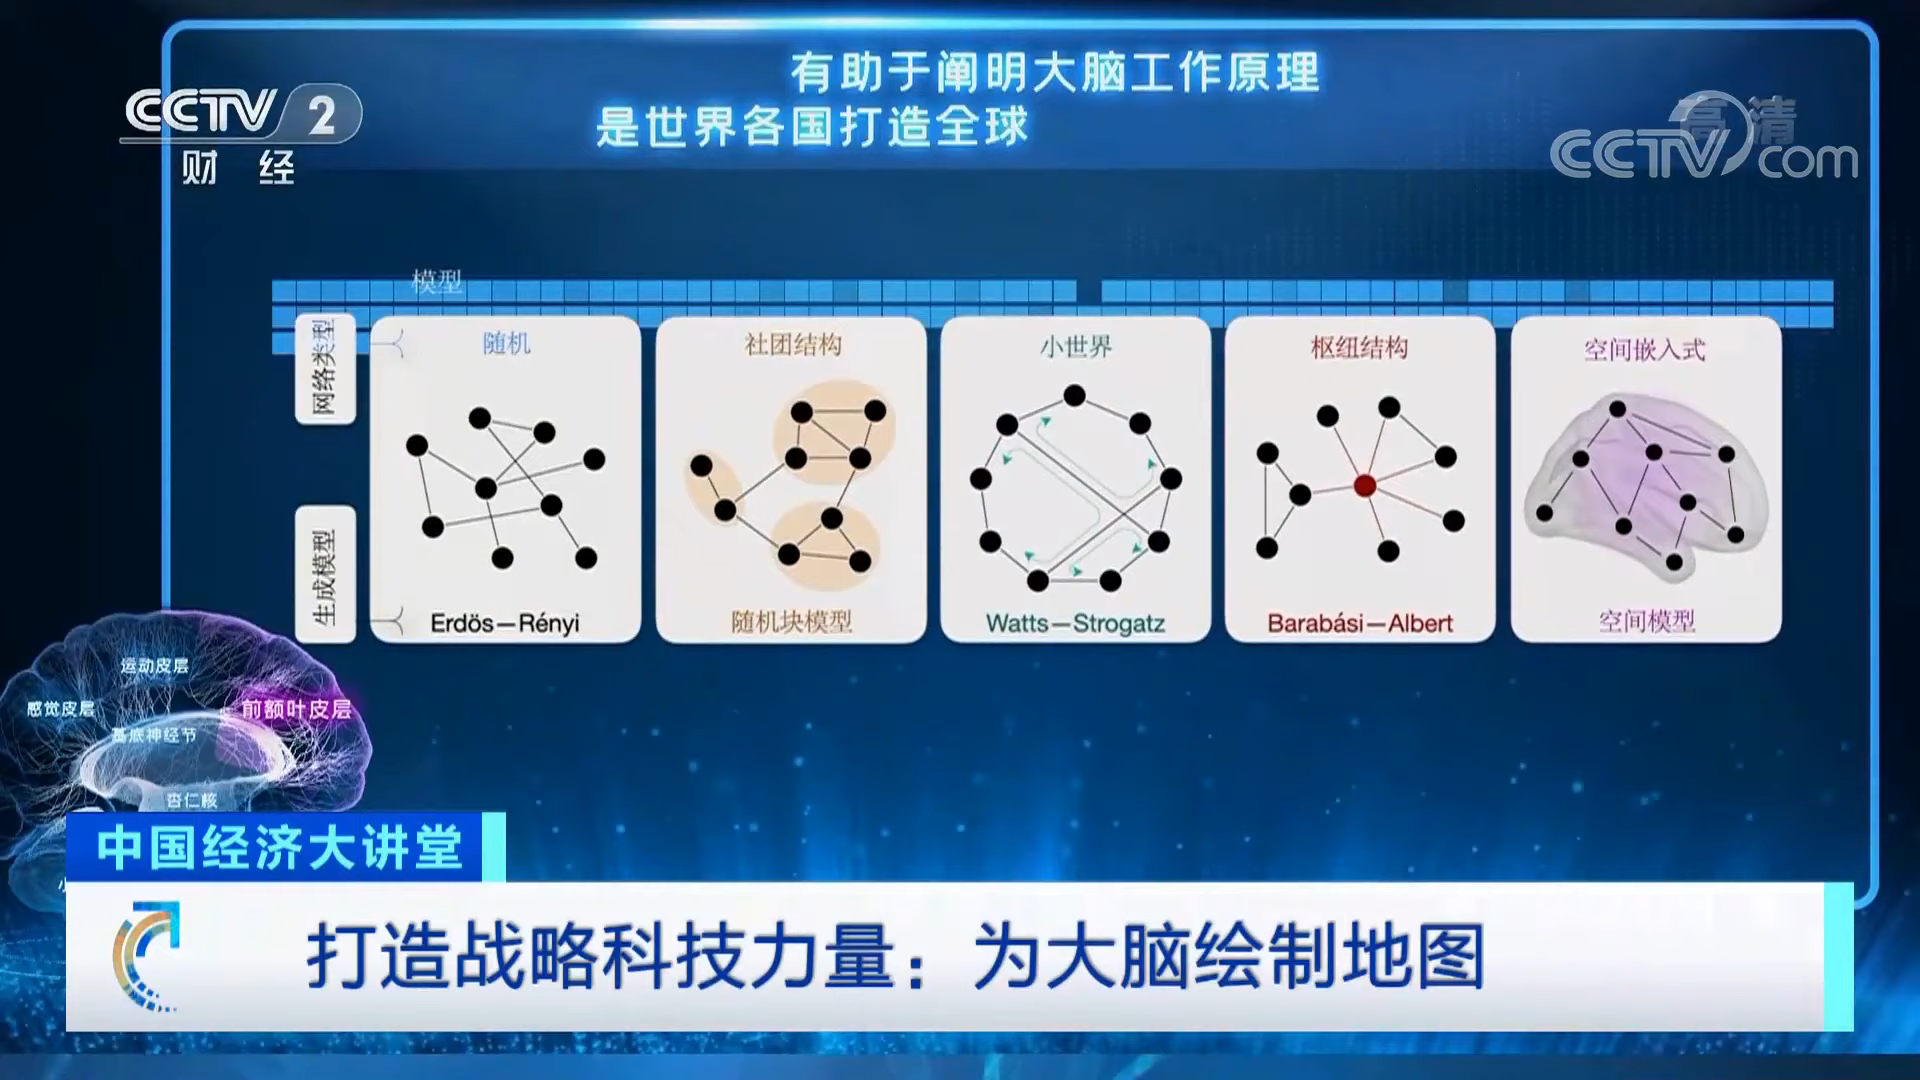 有助于阐明大脑工作原理
是世界各国打造全球
CCTV 2
财 经
高清
CCTV com
模型
网络类型
随机
社团结构
小世界
枢纽结构
空间嵌入式
生成模型
Erdös—Rényi
随机块模型
Watts—Strogatz
Barabási—Albert
空间模型
运动皮层
感觉皮层
前额叶皮层
基底神经节
杏仁核
小
中国经济大讲堂
打造战略科技力量：为大脑绘制地图